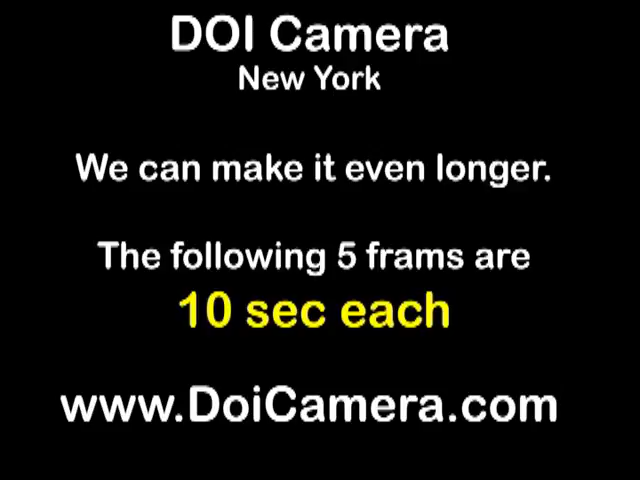 DOI Camera
New York
We can make it even longer.
The following 5 frams are
10 sec each
www.DoiCamera.com